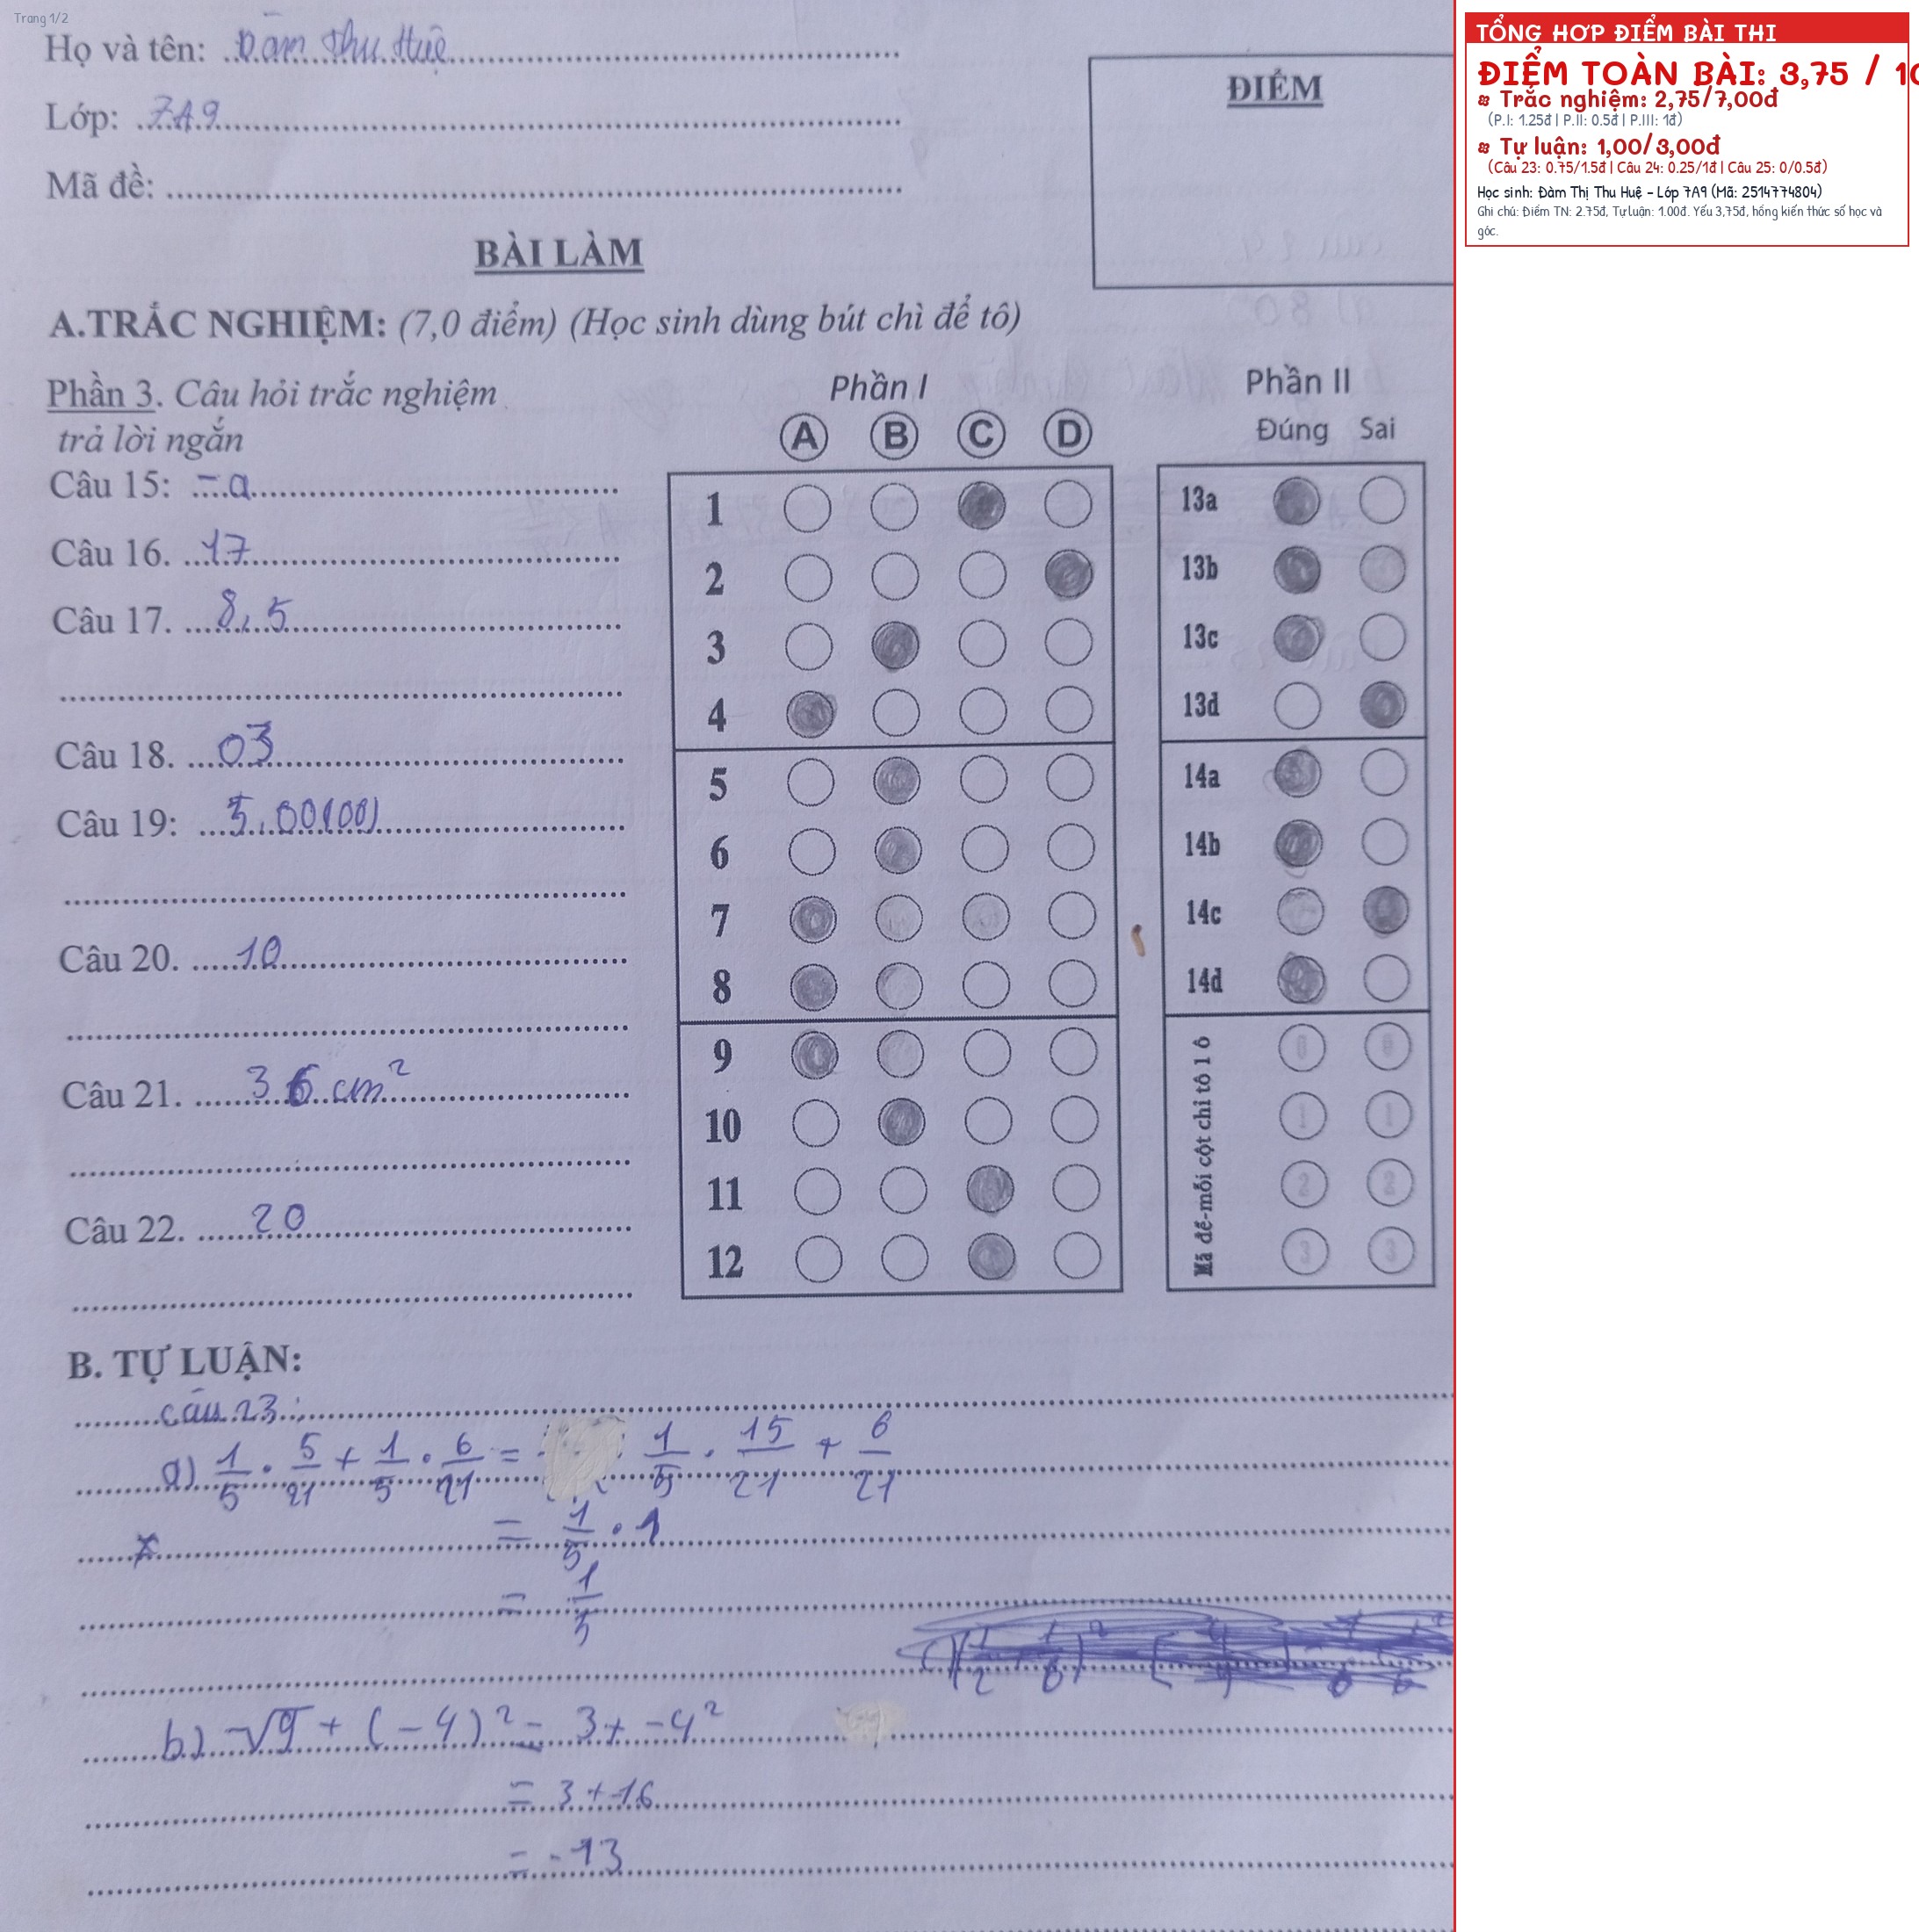 Trang 1/2
Họ và tên: Đàm Thu Huệ
Lớp: 7A9
Mã đề:
ĐIỂM
BÀI LÀM
A.TRẮC NGHIỆM: (7,0 điểm) (Học sinh dùng bút chì để tô)
Phần 3. Câu hỏi trắc nghiệm
trả lời ngắn
Câu 15: -a
Câu 16. 17
Câu 17. 8,5
Câu 18. 03
Câu 19: 5,00(00)
Câu 20. 10
Câu 21. 36 cm²
Câu 22. 20
Phần I
A B C D
1
2
3
4
5
6
7
8
9
10
11
12
Phần II
Đúng Sai
13a
13b
13c
13d
14a
14b
14c
14d
Mã đề-mỗi cột chỉ tô 1 ô
0 0
1 1
2 2
3 3
B. TỰ LUẬN:
câu 23:
a) 1/5 . 5/21 + 1/5 . 6/21 = 1/5 . 15/21 + 6/21
= 1/5 . 1
= 1/5
b) √9 + (-4)² = 3 + -4²
= 3 + -16
= -13
TỔNG HỢP ĐIỂM BÀI THI
ĐIỂM TOÀN BÀI: 3,75 / 10
Trắc nghiệm: 2,75/7,00đ
(P.I: 1.25đ | P.II: 0.5đ | P.III: 1đ)
Tự luận: 1,00/3,00đ
(Câu 23: 0.75/1.5đ | Câu 24: 0.25/1đ | Câu 25: 0/0.5đ)
Học sinh: Đàm Thị Thu Huệ - Lớp 7A9 (Mã: 2514774804)
Ghi chú: Điểm TN: 2.75đ, Tự luận: 1.00đ. Yếu 3,75đ, hổng kiến thức số học và
góc.